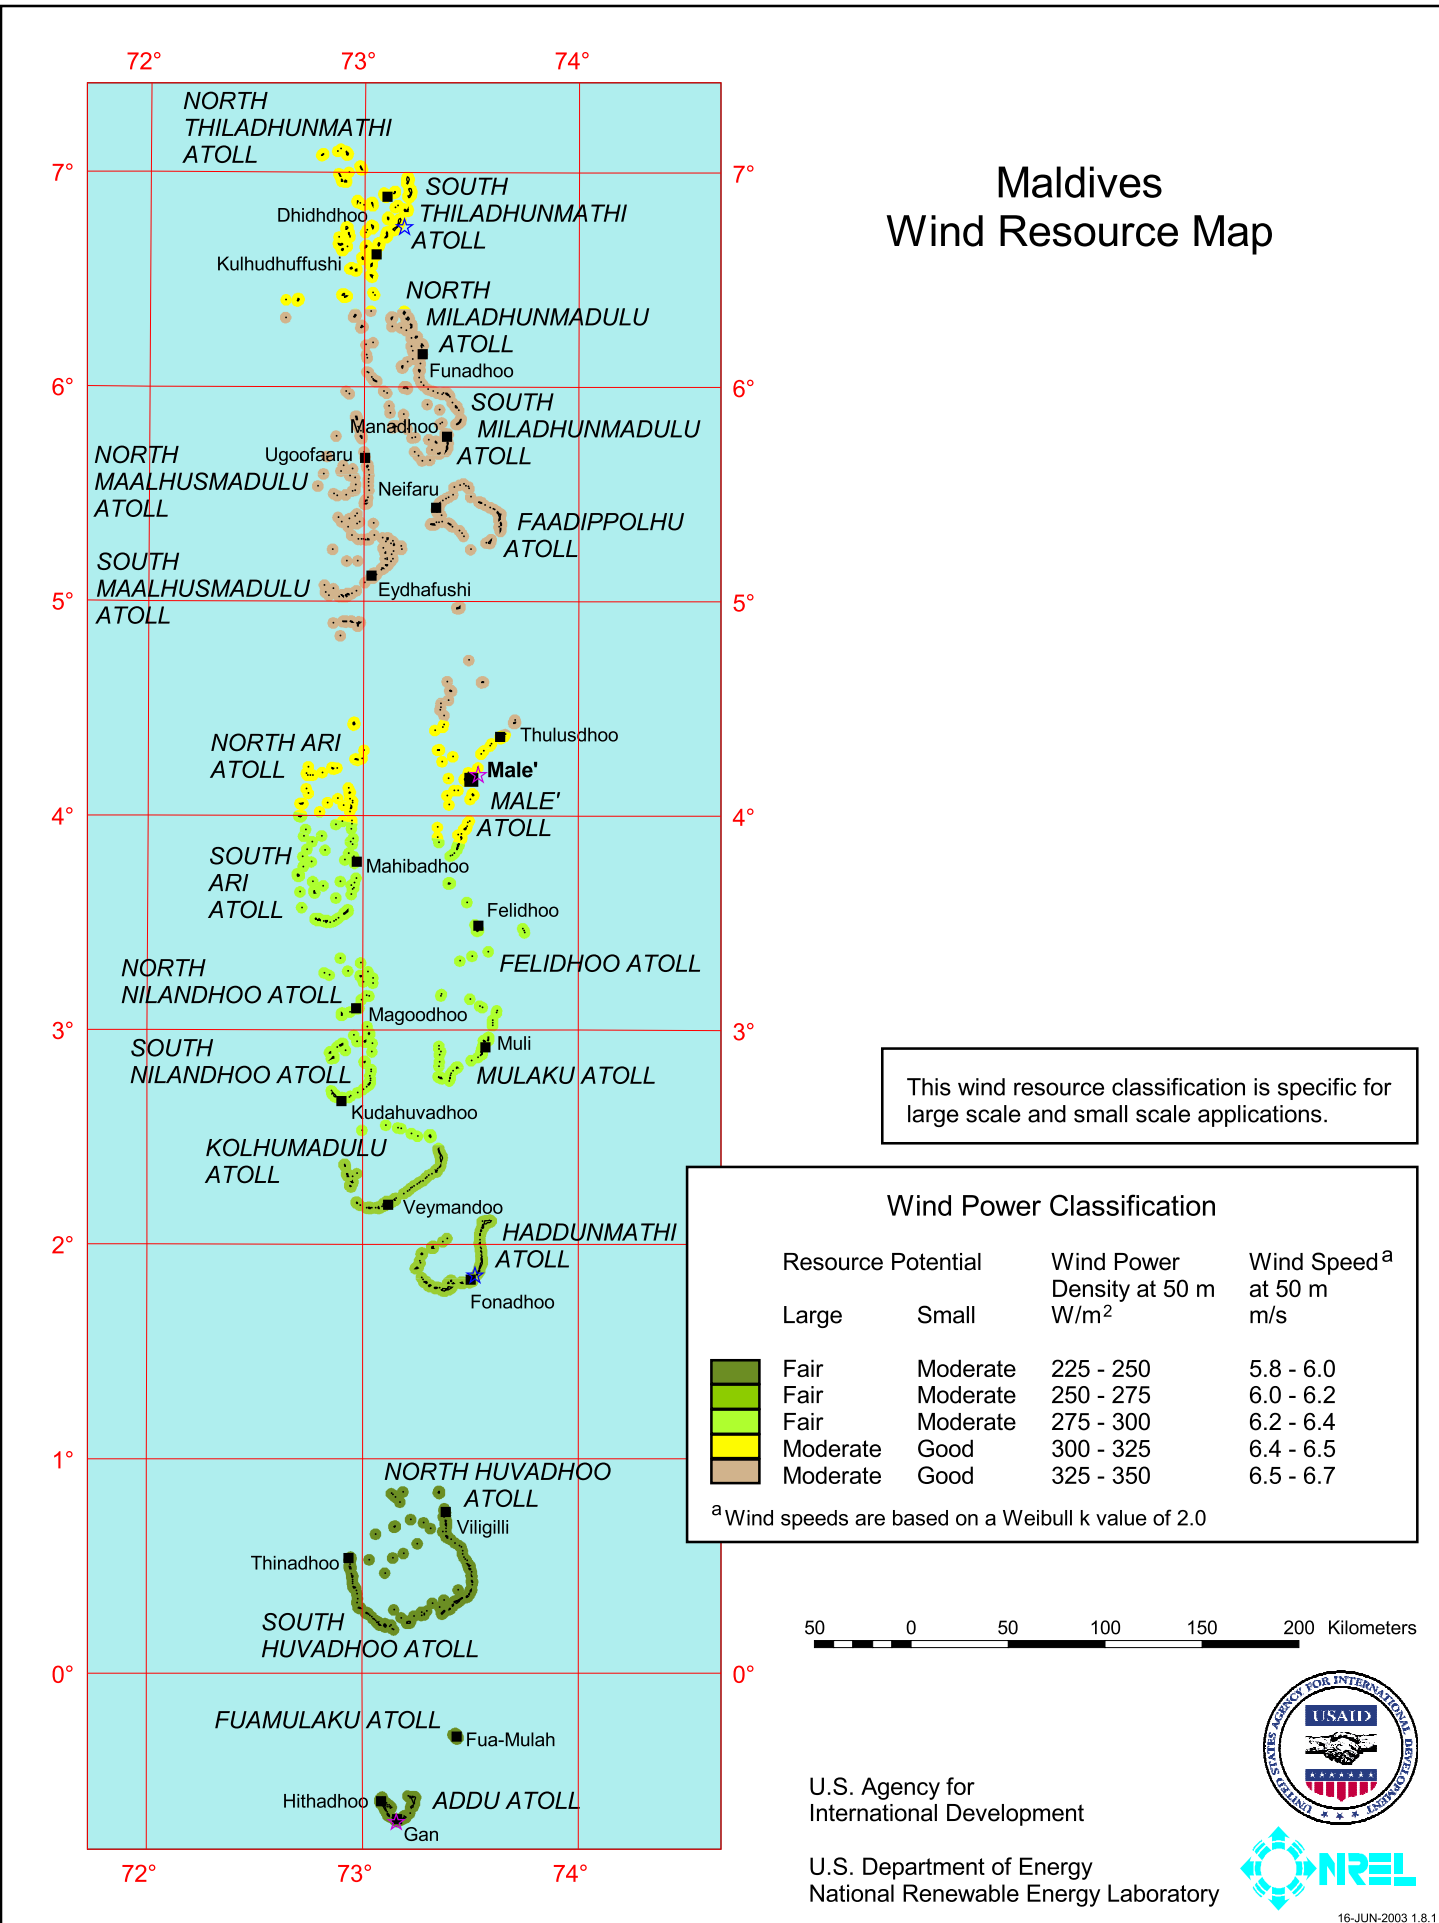 72°
73°
74°
NORTH
THILADHUNMATHI
ATOLL
7°
7°
SOUTH
THILADHUNMATHI
ATOLL
Dhidhdhoo
Kulhudhuffushi
NORTH
MILADHUNMADULU
ATOLL
Funadhoo
6°
6°
SOUTH
MILADHUNMADULU
ATOLL
Manadhoo
Ugoofaaru
NORTH
MAALHUSMADULU
ATOLL
Neifaru
FAADIPPOLHU
ATOLL
SOUTH
MAALHUSMADULU
ATOLL
Eydhafushi
5°
5°
Thulusdhoo
NORTH ARI
ATOLL
Male'
MALE'
ATOLL
4°
4°
SOUTH
ARI
ATOLL
Mahibadhoo
Felidhoo
FELIDHOO ATOLL
NORTH
NILANDHOO ATOLL
Magoodhoo
3°
3°
SOUTH
NILANDHOO ATOLL
Muli
MULAKU ATOLL
Kudahuvadhoo
KOLHUMADULU
ATOLL
Veymandoo
HADDUNMATHI
ATOLL
2°
Fonadhoo
1°
NORTH HUVADHOO
ATOLL
Viligilli
Thinadhoo
SOUTH
HUVADHOO ATOLL
0°
0°
FUAMULAKU ATOLL
Fua-Mulah
Hithadhoo
ADDU ATOLL
Gan
72°
73°
74°
Maldives
Wind Resource Map
This wind resource classification is specific for
large scale and small scale applications.
Wind Power Classification
Resource Potential Wind Power Wind Speed a
Density at 50 m at 50 m
Large Small W/m2 m/s
Fair Moderate 225 - 250 5.8 - 6.0
Fair Moderate 250 - 275 6.0 - 6.2
Fair Moderate 275 - 300 6.2 - 6.4
Moderate Good 300 - 325 6.4 - 6.5
Moderate Good 325 - 350 6.5 - 6.7
a Wind speeds are based on a Weibull k value of 2.0
50 0 50 100 150 200 Kilometers
UNITED STATES AGENCY FOR INTERNATIONAL DEVELOPMENT
USAID
U.S. Agency for
International Development
U.S. Department of Energy
National Renewable Energy Laboratory
NREL
16-JUN-2003 1.8.1